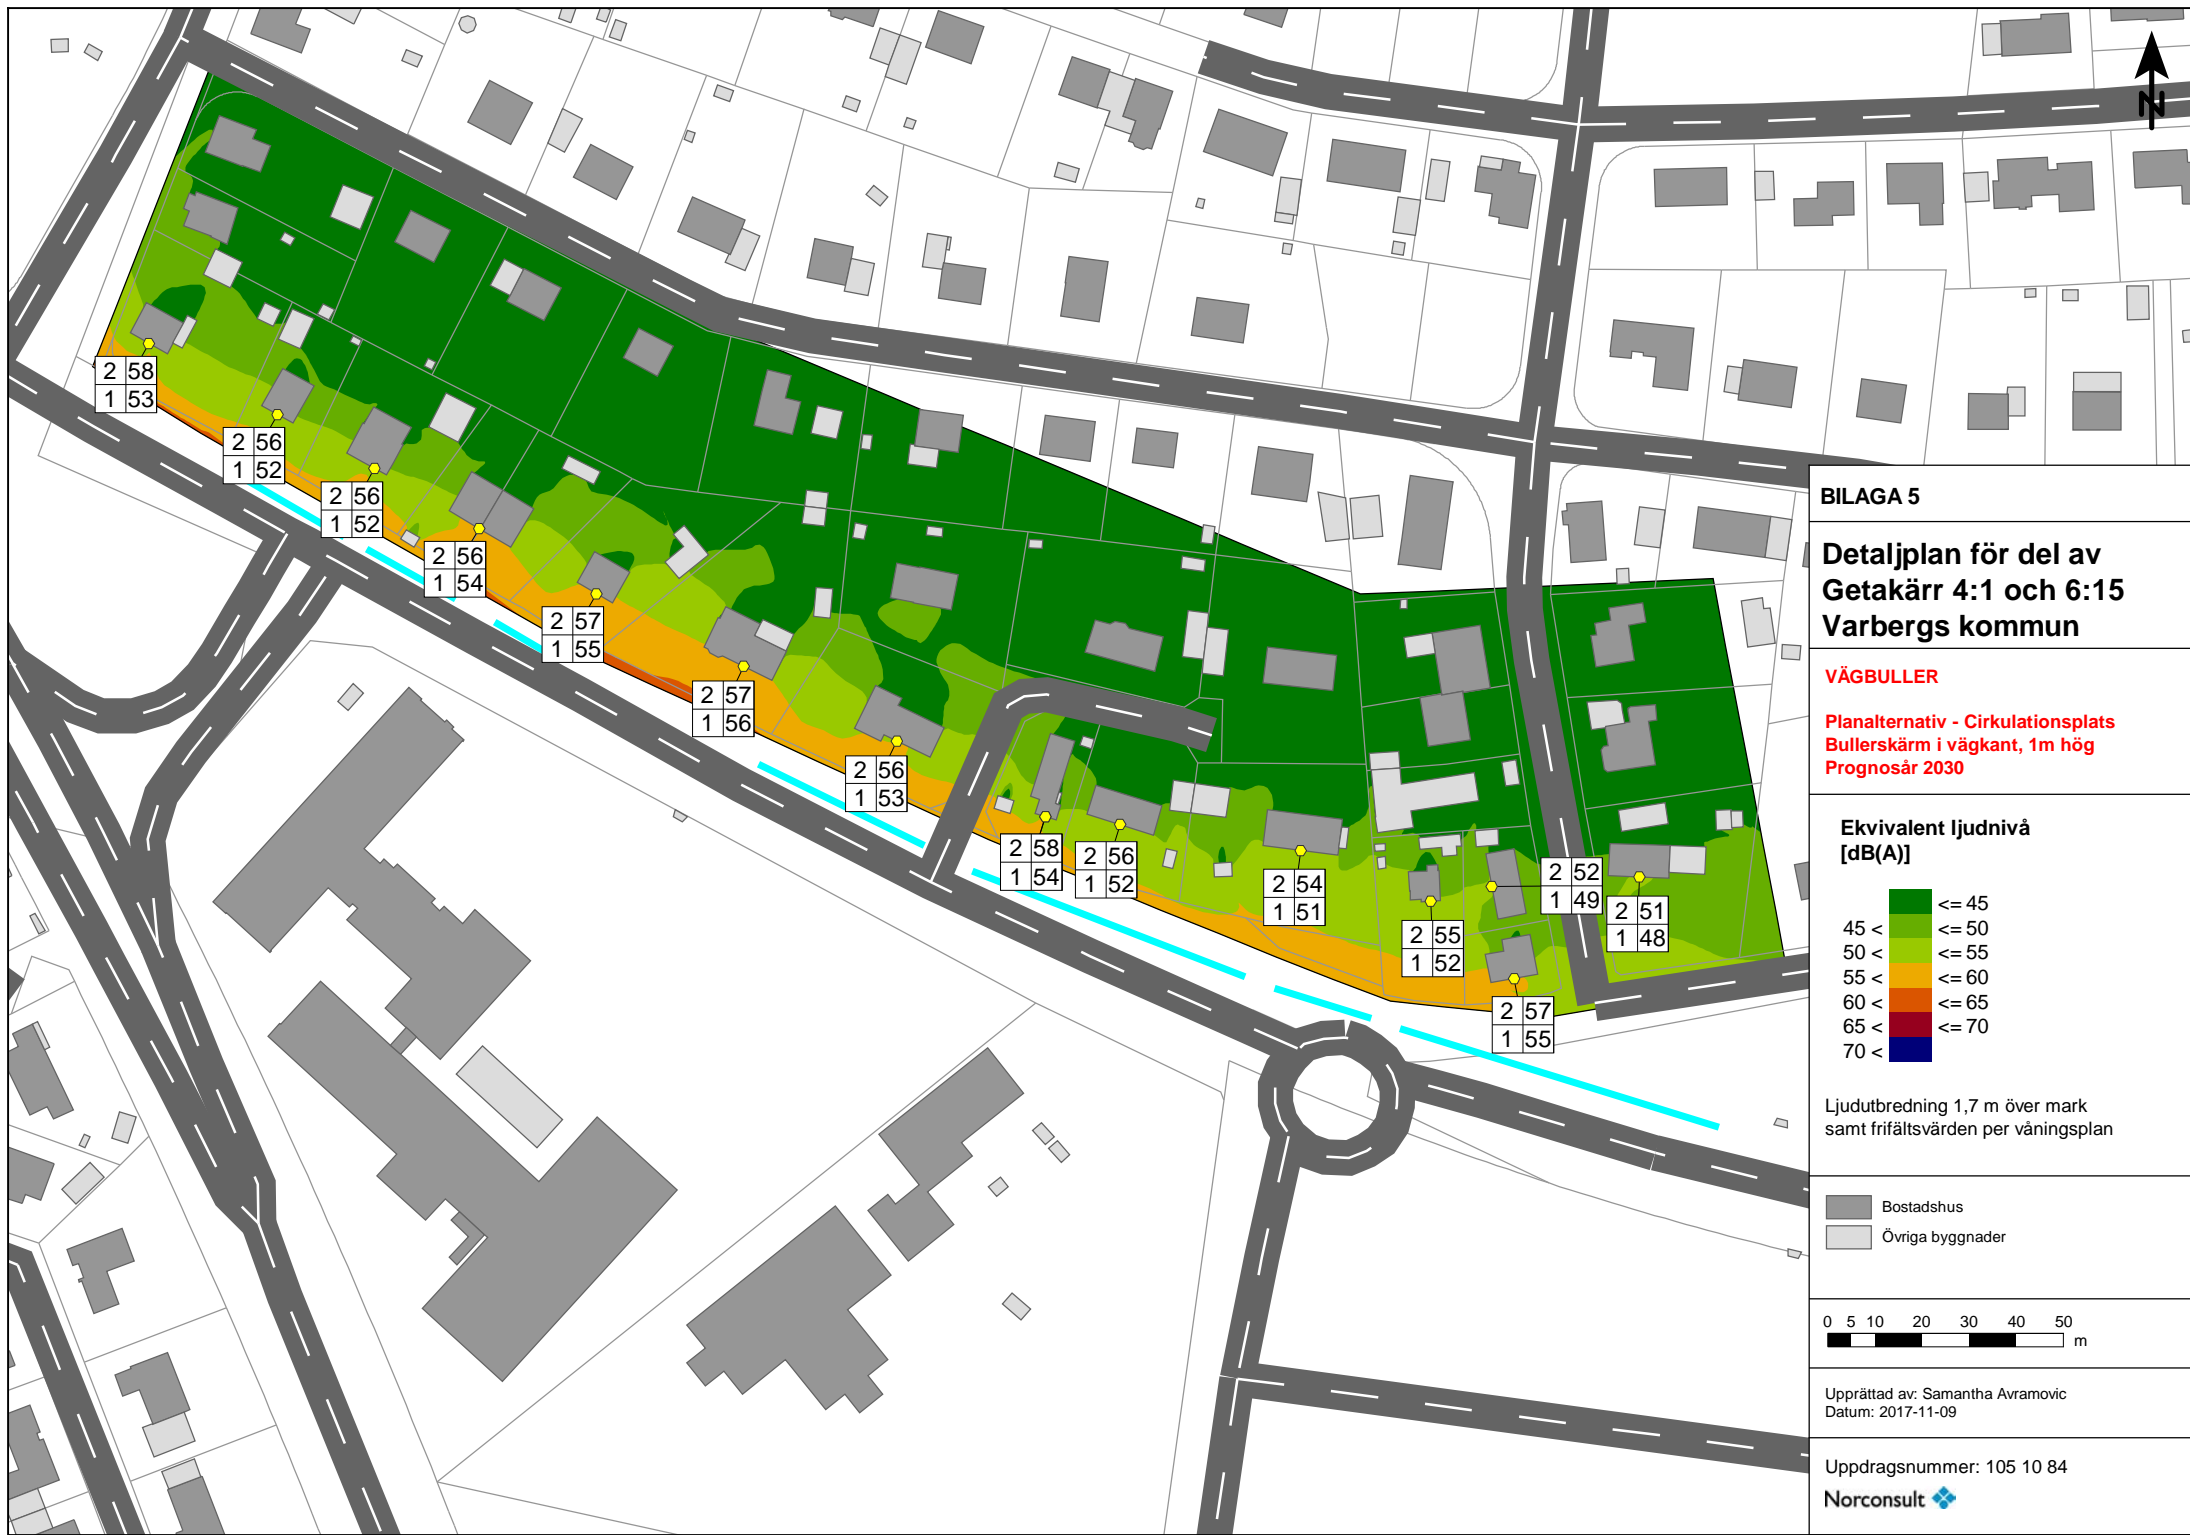 N
2 58
1 53
2 56
1 52
2 56
1 52
2 56
1 54
2 57
1 55
2 57
1 56
2 56
1 53
2 58
1 54
2 56
1 52
2 54
1 51
2 55
1 52
2 52
1 49
2 51
1 48
2 57
1 55
BILAGA 5
Detaljplan för del av
Getakärr 4:1 och 6:15
Varbergs kommun
VÄGBULLER
Planalternativ - Cirkulationsplats
Bullerskärm i vägkant, 1m hög
Prognosår 2030
Ekvivalent ljudnivå
[dB(A)]
<= 45
45 < <= 50
50 < <= 55
55 < <= 60
60 < <= 65
65 < <= 70
70 <
Ljudutbredning 1,7 m över mark
samt frifältsvärden per våningsplan
Bostadshus
Övriga byggnader
0 5 10 20 30 40 50
m
Upprättad av: Samantha Avramovic
Datum: 2017-11-09
Uppdragsnummer: 105 10 84
Norconsult